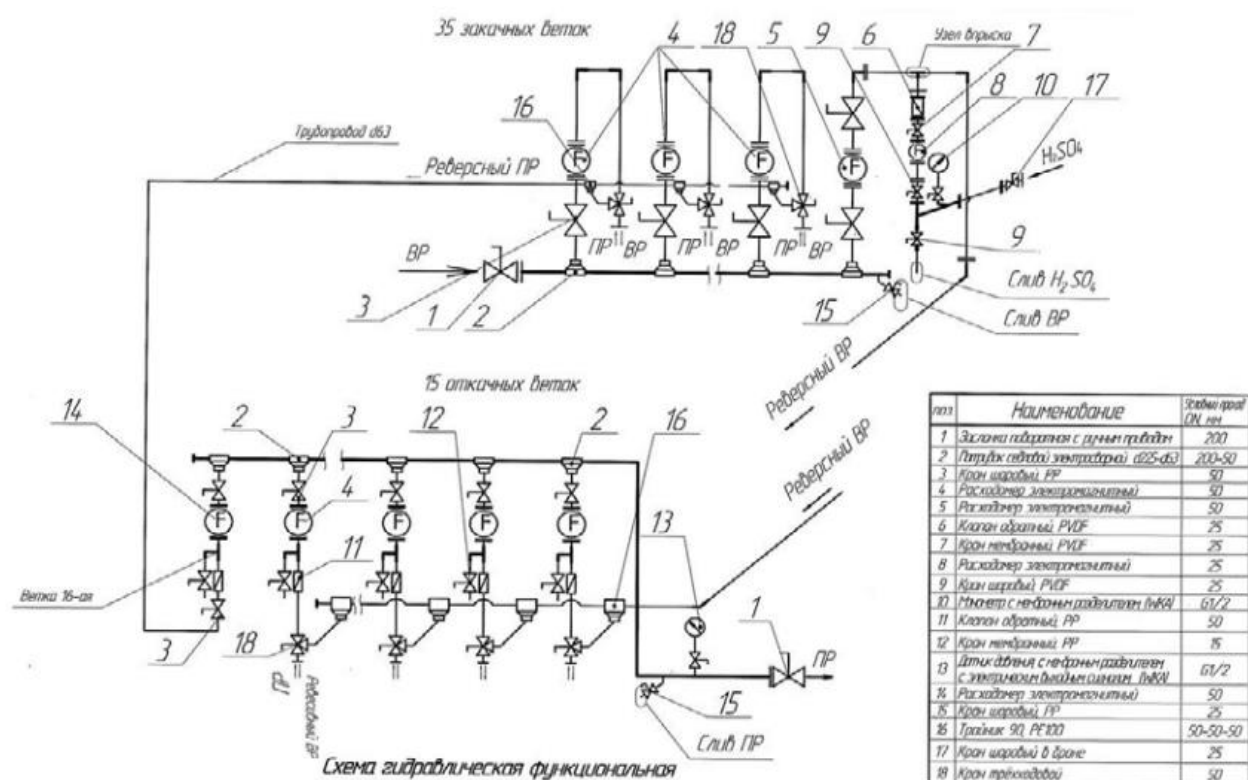 35 закачных веток
4
18
5
9
6
Узел впрыска
7
8
10
17
16
Трубопровод d63
Реверсный ПР
H₂SO₄
ВР
ПР
ВР
ПР
ВР
ПР
ВР
9
3
1
2
15
Слив H₂SO₄
Слив ВР
Реверсный ВР
15 откачных веток
Реверсный ВР
14
2
3
12
2
16
4
11
13
1
Ветка 16-ая
3
18
ПР
Реверсивный ВР
ПР
15
Слив ПР
Схема гидравлическая функциональная
поз Наименование Условный проход DN, мм
1 Заслонка поворотная с ручным приводом 200
2 Патрубок седловой электросварной d225-d63 200-50
3 Кран шаровый РР 50
4 Расходомер электромагнитный 50
5 Расходомер электромагнитный 50
6 Клапан обратный PVDF 25
7 Кран мембранный PVDF 25
8 Расходомер электромагнитный 25
9 Кран шаровый PVDF 25
10 Манометр с мембранным разделителем (WIKA) G1/2
11 Клапан обратный РР 50
12 Кран мембранный РР 15
13 Датчик давления с мембранным разделителем с электрическим выходным сигналом (WIKA) G1/2
14 Расходомер электромагнитный 50
15 Кран шаровый РР 25
16 Тройник 90, РЕ100 50-50-50
17 Кран шаровый в броне 25
18 Кран трёхходовой 50